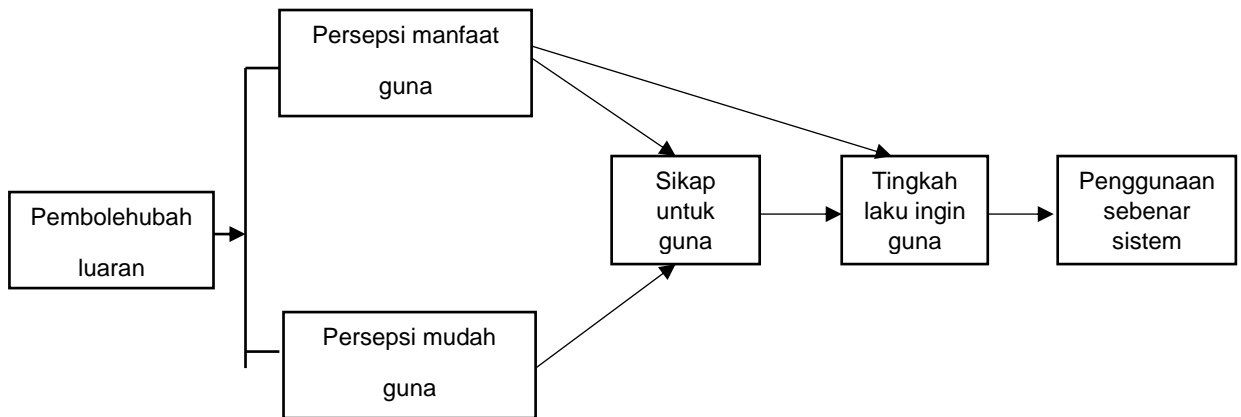 Persepsi manfaat
guna
Pembolehubah
luaran
Persepsi mudah
guna
Sikap
untuk
guna
Tingkah
laku ingin
guna
Penggunaan
sebenar
sistem